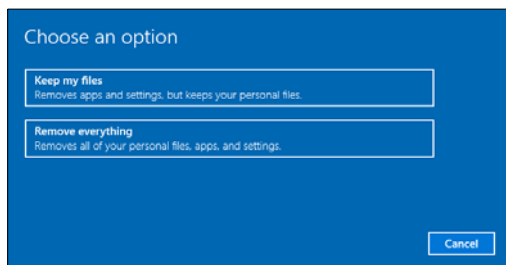 Choose an option
Keep my files
Removes apps and settings, but keeps your personal files.
Remove everything
Removes all of your personal files, apps, and settings.
Cancel